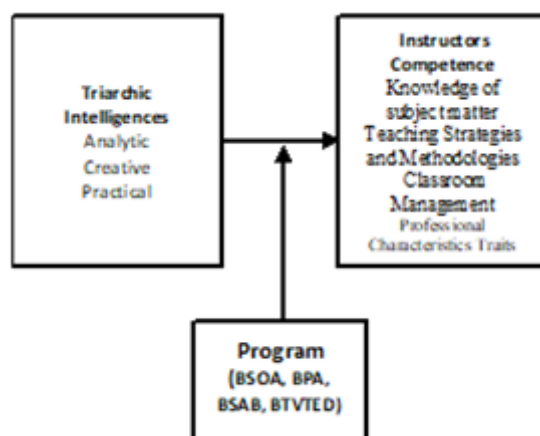 Triarchic
Intelligences
Analytic
Creative
Practical
Instructors
Competence
Knowledge of
subject matter
Teaching Strategies
and Methodologies
Classroom
Management
Professional
Characteristics Traits
Program
(BSOA, BPA,
BSAB, BTVTED)